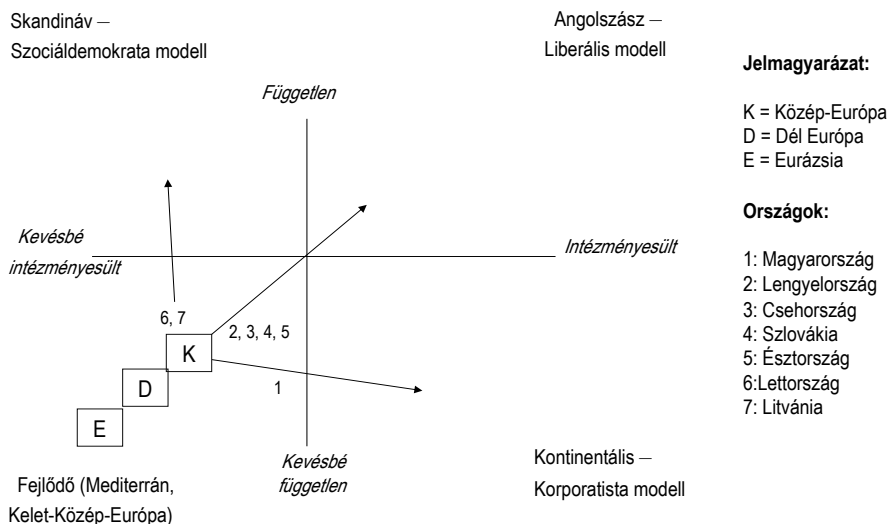 Skandináv –
Szociáldemokrata modell
Angolszász –
Liberális modell
Független
Kevésbé
intézményesült
Intézményesült
6, 7
2, 3, 4, 5
K
D
1
E
Kevésbé
független
Fejlődő (Mediterrán,
Kelet-Közép-Európa)
Kontinentális –
Korporatista modell
Jelmagyarázat:
K = Közép-Európa
D = Dél Európa
E = Eurázsia
Országok:
1: Magyarország
2: Lengyelország
3: Csehország
4: Szlovákia
5: Észtország
6:Lettország
7: Litvánia